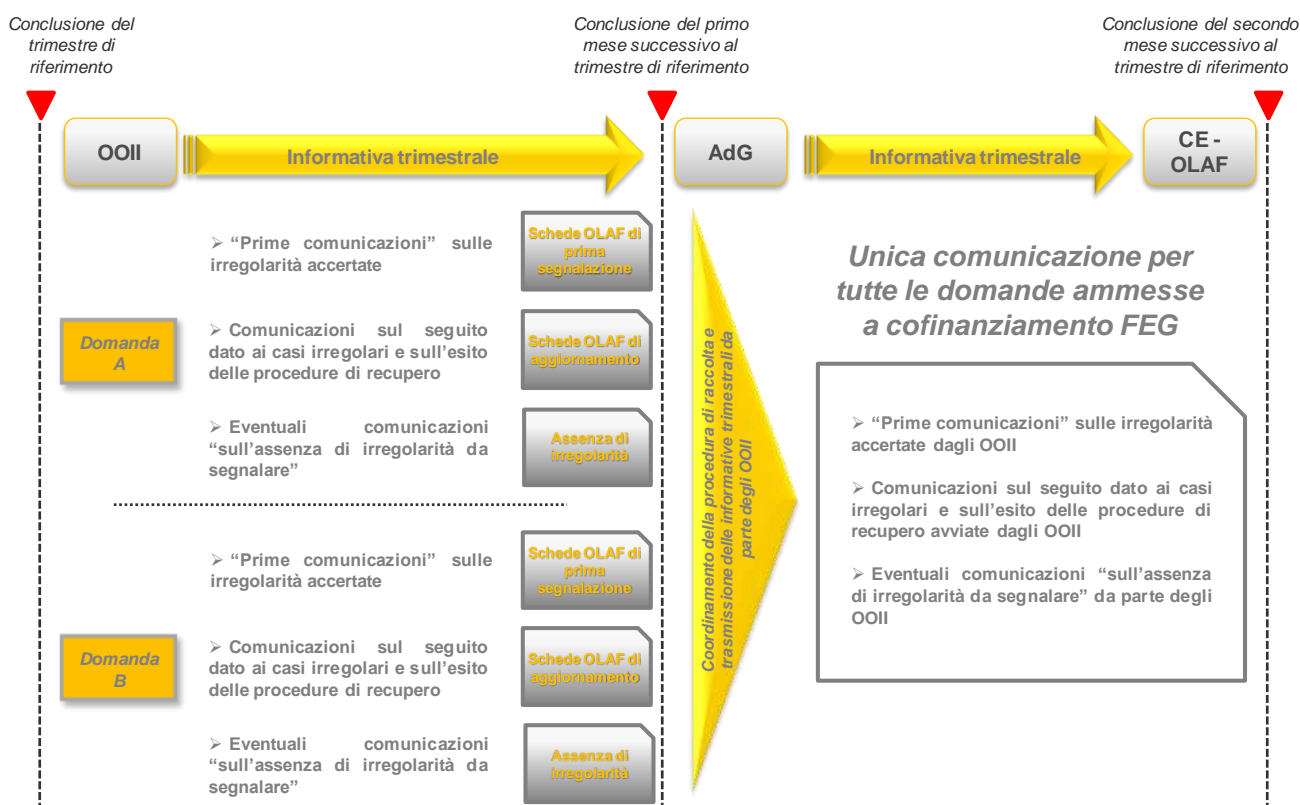 Conclusione del
trimestre di
riferimento
Conclusione del primo
mese successivo al
trimestre di riferimento
Conclusione del secondo
mese successivo al
trimestre di riferimento
OOII
Informativa trimestrale
AdG
Informativa trimestrale
CE -
OLAF
➢ “Prime comunicazioni” sulle
irregolarità accertate
Schede OLAF di
prima
segnalazione
Domanda
A
➢ Comunicazioni sul seguito
dato ai casi irregolari e sull’esito
delle procedure di recupero
Schede OLAF di
aggiornamento
➢ Eventuali comunicazioni
“sull’assenza di irregolarità da
segnalare”
Assenza di
irregolarità
➢ “Prime comunicazioni” sulle
irregolarità accertate
Schede OLAF di
prima
segnalazione
Domanda
B
➢ Comunicazioni sul seguito
dato ai casi irregolari e sull’esito
delle procedure di recupero
Schede OLAF di
aggiornamento
➢ Eventuali comunicazioni
“sull’assenza di irregolarità da
segnalare”
Assenza di
irregolarità
Coordinamento della procedura di raccolta e
trasmissione delle informative trimestrali da
parte degli OOII
Unica comunicazione per
tutte le domande ammesse
a cofinanziamento FEG
➢ “Prime comunicazioni” sulle irregolarità
accertate dagli OOII
➢ Comunicazioni sul seguito dato ai casi
irregolari e sull’esito delle procedure di
recupero avviate dagli OOII
➢ Eventuali comunicazioni “sull’assenza
di irregolarità da segnalare” da parte degli
OOII